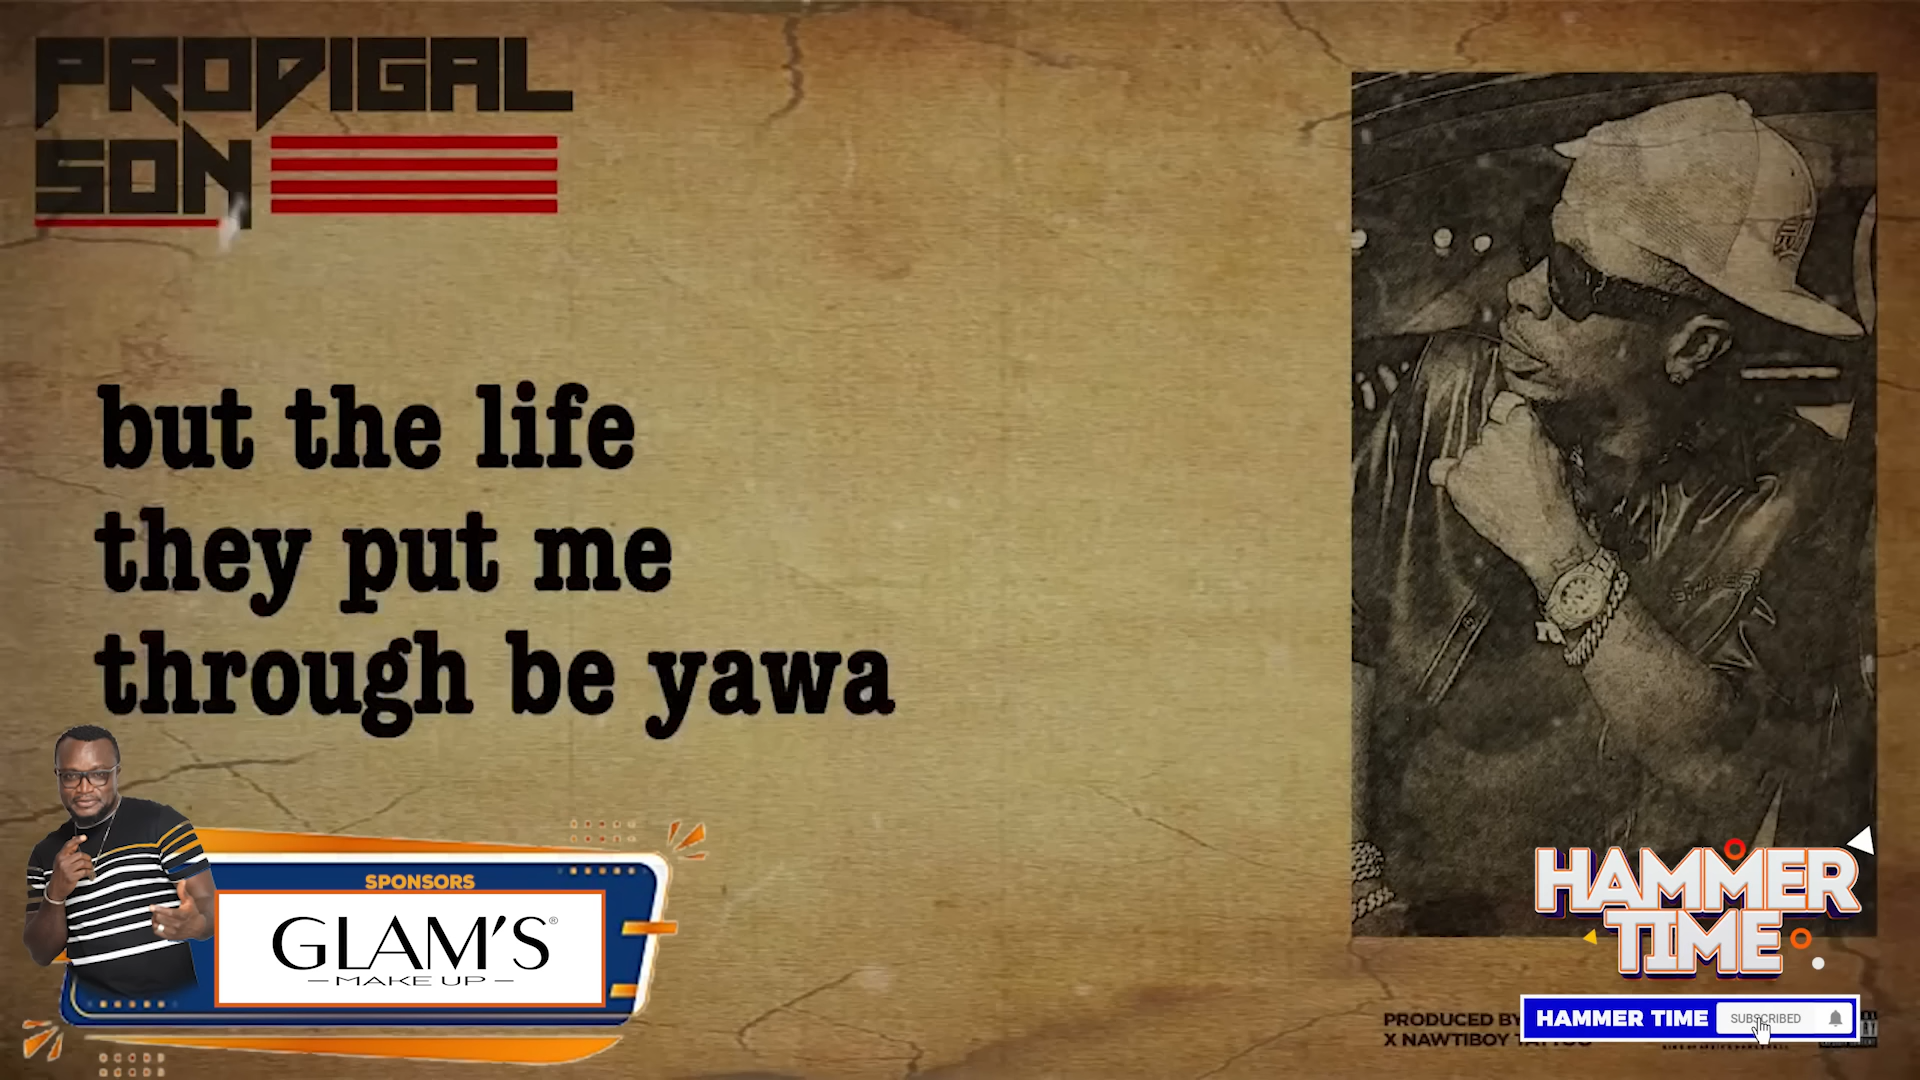 PRODIGAL
SON
but the life
they put me
through be yawa
SPONSORS
GLAM'S®
MAKE UP
HAMMER
TIME
HAMMER TIME SUBSCRIBED
PRODUCED BY
X NAWTIBOY